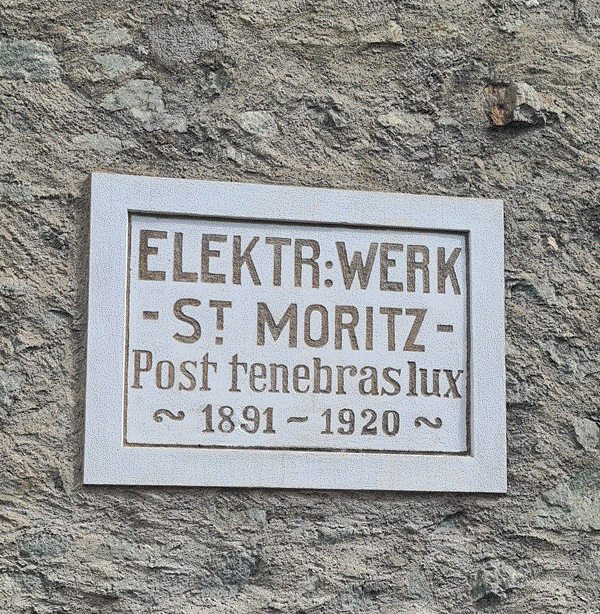 ELEKTR:WERK
- ST. MORITZ -
Post tenebras lux
~ 1891 ~ 1920 ~